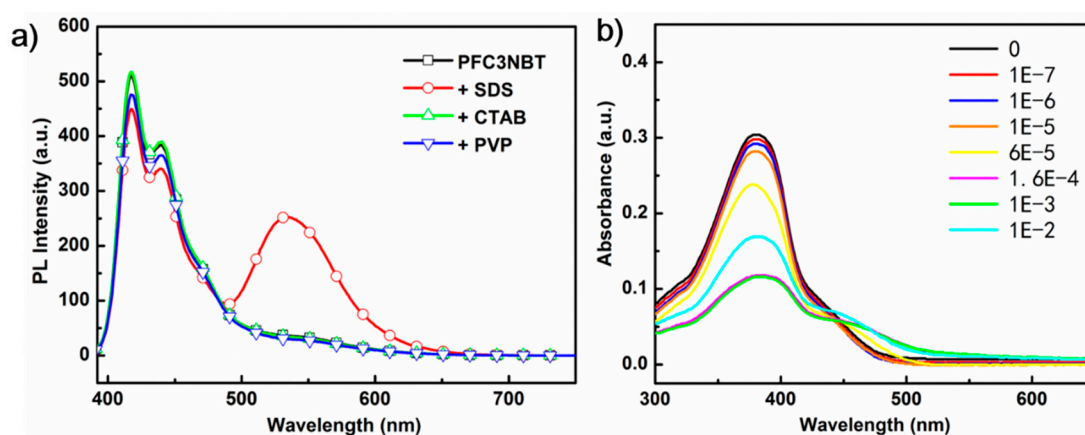 a)
600
500
400
300
200
100
0
PL Intensity (a.u.)
400 500 600 700
Wavelength (nm)
PFC3NBT
+ SDS
+ CTAB
+ PVP
b)
0.4
0.3
0.2
0.1
0.0
Absorbance (a.u.)
300 400 500 600
Wavelength (nm)
0
1E-7
1E-6
1E-5
6E-5
1. 6E-4
1E-3
1E-2